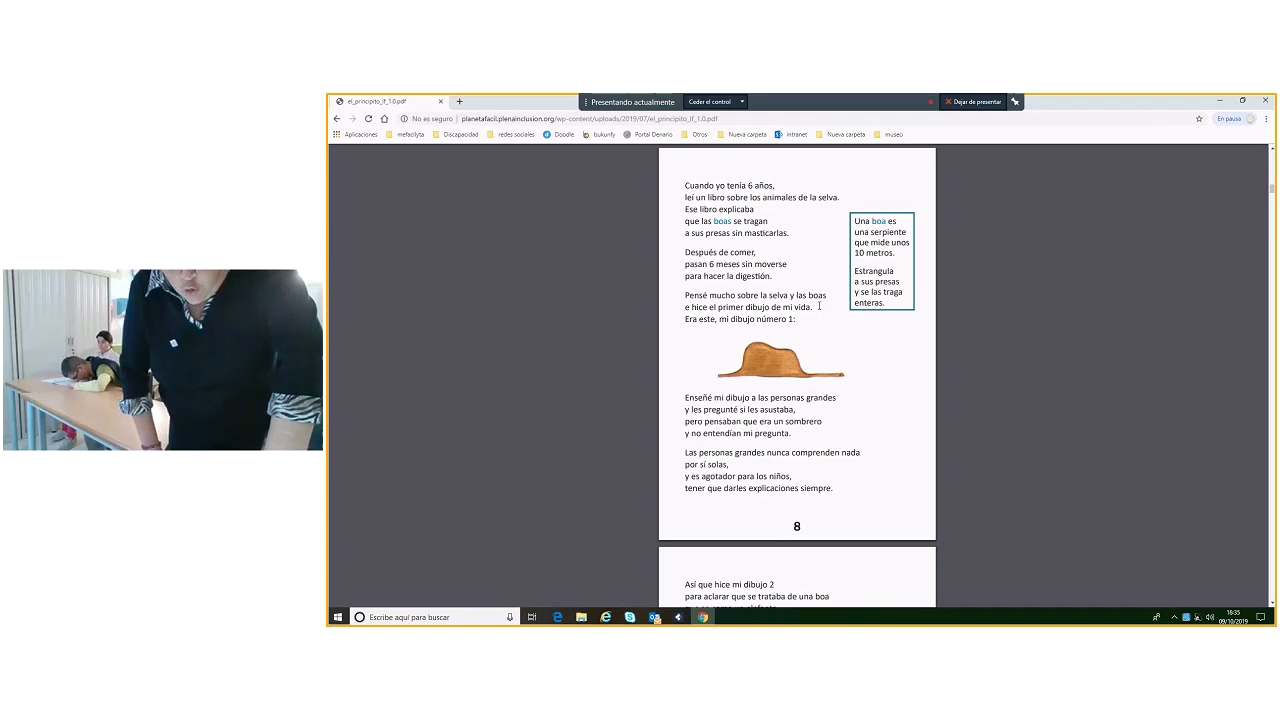 el_principito_lf_1.0.pdf
Presentando actualmente
Ceder el control
Dejar de presentar
No es seguro
planetafacil.plenainclusion.org/wp-content/uploads/2019/07/el_principito_lf_1.0.pdf
En pausa
Aplicaciones
mefacilyta
Discapacidad
redes sociales
Doodle
bukunfy
Portal Denario
Otros
Nueva carpeta
intranet
Nueva carpeta
museo
Cuando yo tenía 6 años,
leí un libro sobre los animales de la selva.
Ese libro explicaba
que las boas se tragan
a sus presas sin masticarlas.
Después de comer,
pasan 6 meses sin moverse
para hacer la digestión.
Pensé mucho sobre la selva y las boas
e hice el primer dibujo de mi vida.
Era este, mi dibujo número 1:
Una boa es
una serpiente
que mide unos
10 metros.
Estrangula
a sus presas
y se las traga
enteras.
Enseñé mi dibujo a las personas grandes
y les pregunté si les asustaba,
pero pensaban que era un sombrero
y no entendían mi pregunta.
Las personas grandes nunca comprenden nada
por sí solas,
y es agotador para los niños,
tener que darles explicaciones siempre.
8
Así que hice mi dibujo 2
para aclarar que se trataba de una boa
Escribe aquí para buscar
16:35
09/10/2019